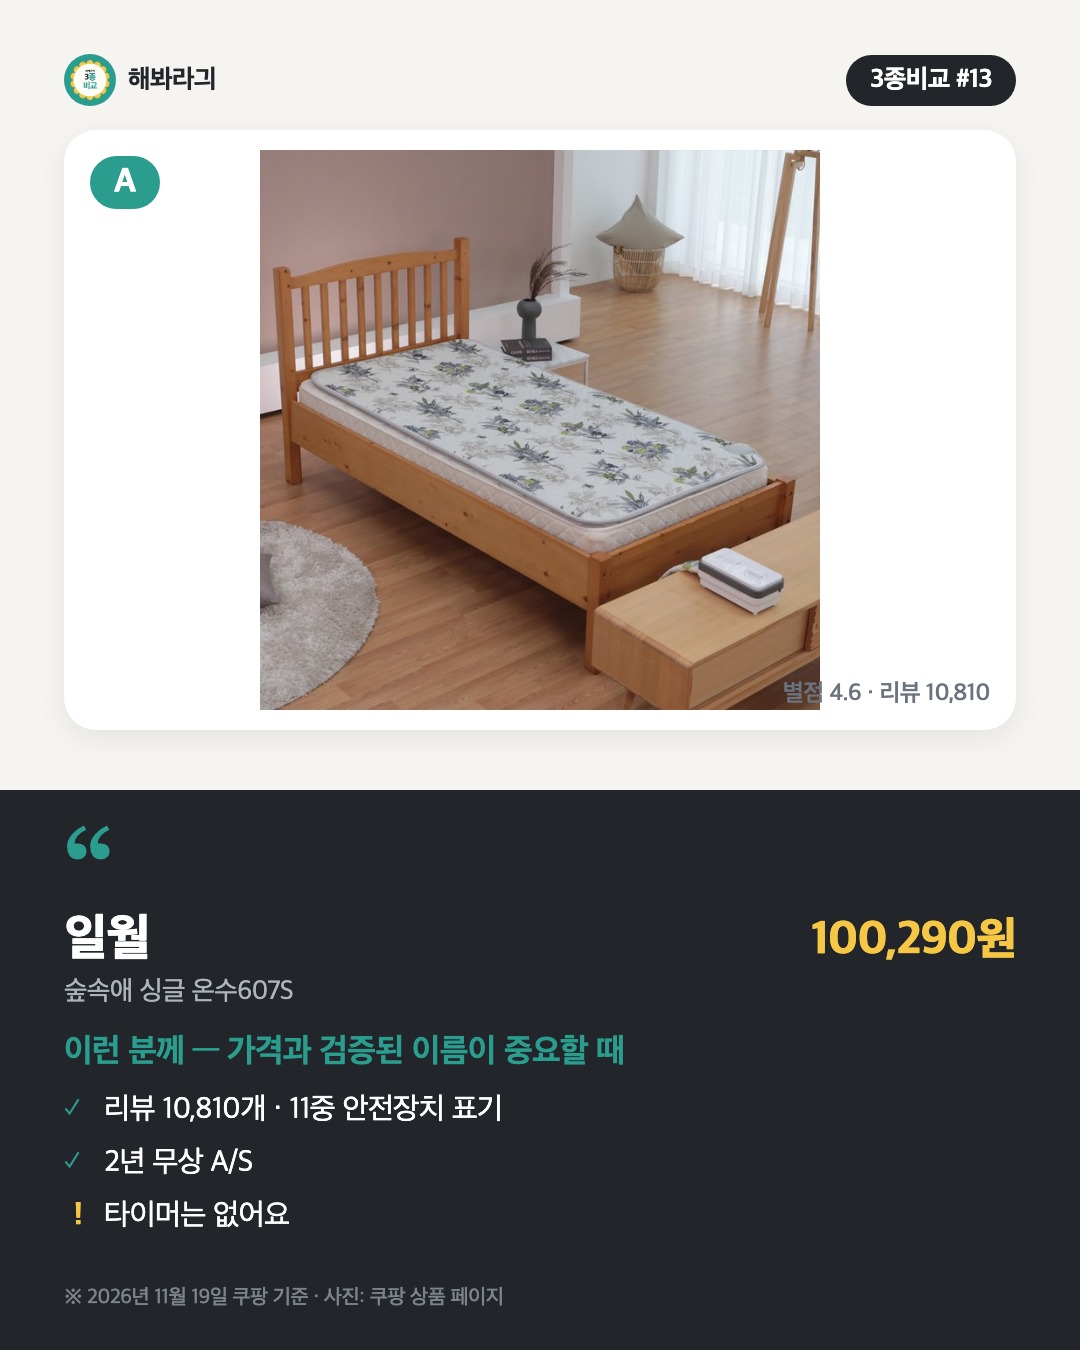 3종
비교
해봐라긔
3종비교 #13
A
별점 4.6 · 리뷰 10,810
“
일월
100,290원
숲속애 싱글 온수607S
이런 분께 — 가격과 검증된 이름이 중요할 때
✓ 리뷰 10,810개 · 11중 안전장치 표기
✓ 2년 무상 A/S
! 타이머는 없어요
※ 2026년 11월 19일 쿠팡 기준 · 사진: 쿠팡 상품 페이지